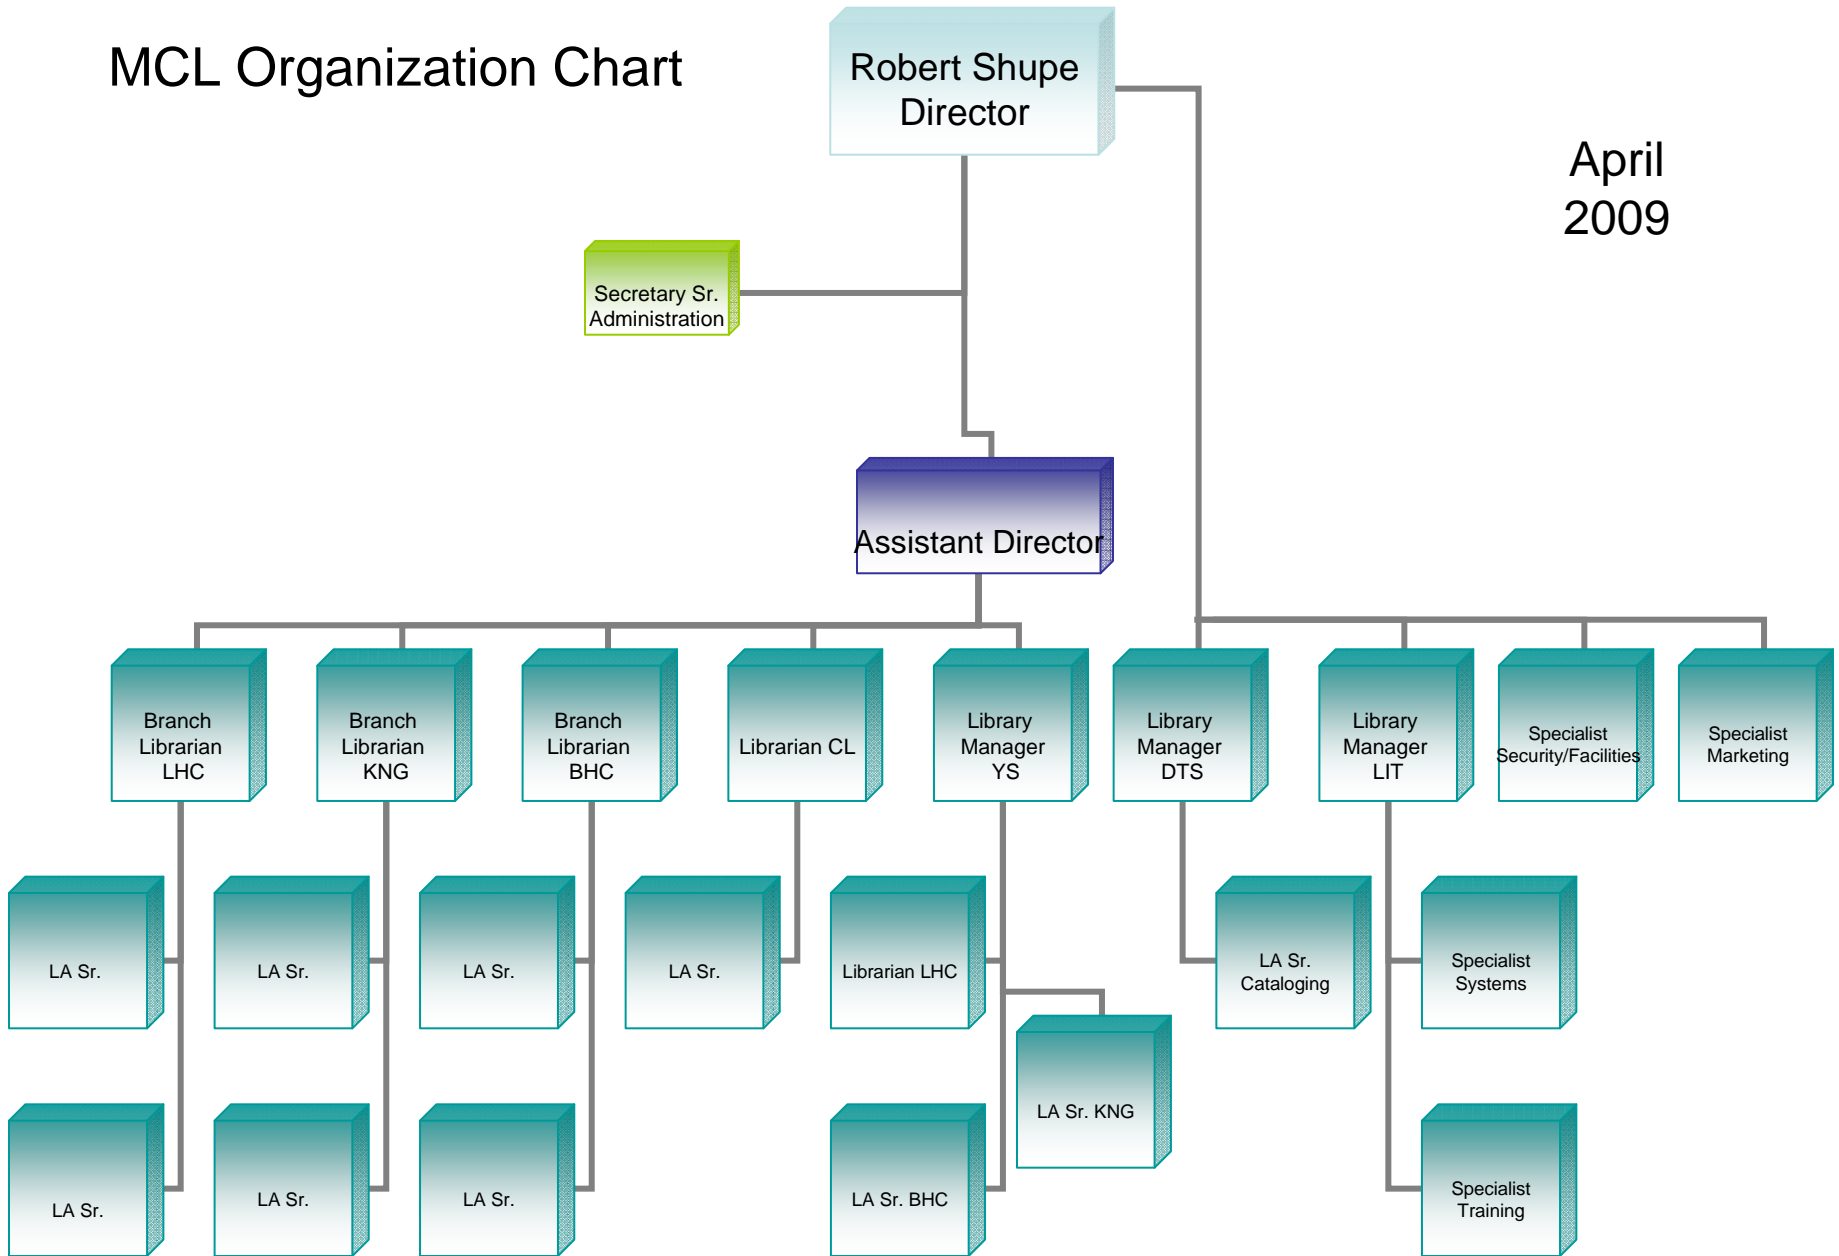 MCL Organization Chart
Robert Shupe
Director
April
2009
Secretary Sr.
Administration
Assistant Director
Branch
Librarian
LHC
Branch
Librarian
KNG
Branch
Librarian
BHC
Librarian CL
Library
Manager
YS
Library
Manager
DTS
Library
Manager
LIT
Specialist
Security/Facilities
Specialist
Marketing
LA Sr.
LA Sr.
LA Sr.
LA Sr.
Librarian LHC
LA Sr.
Cataloging
Specialist
Systems
LA Sr. KNG
LA Sr.
LA Sr.
LA Sr.
LA Sr. BHC
Specialist
Training